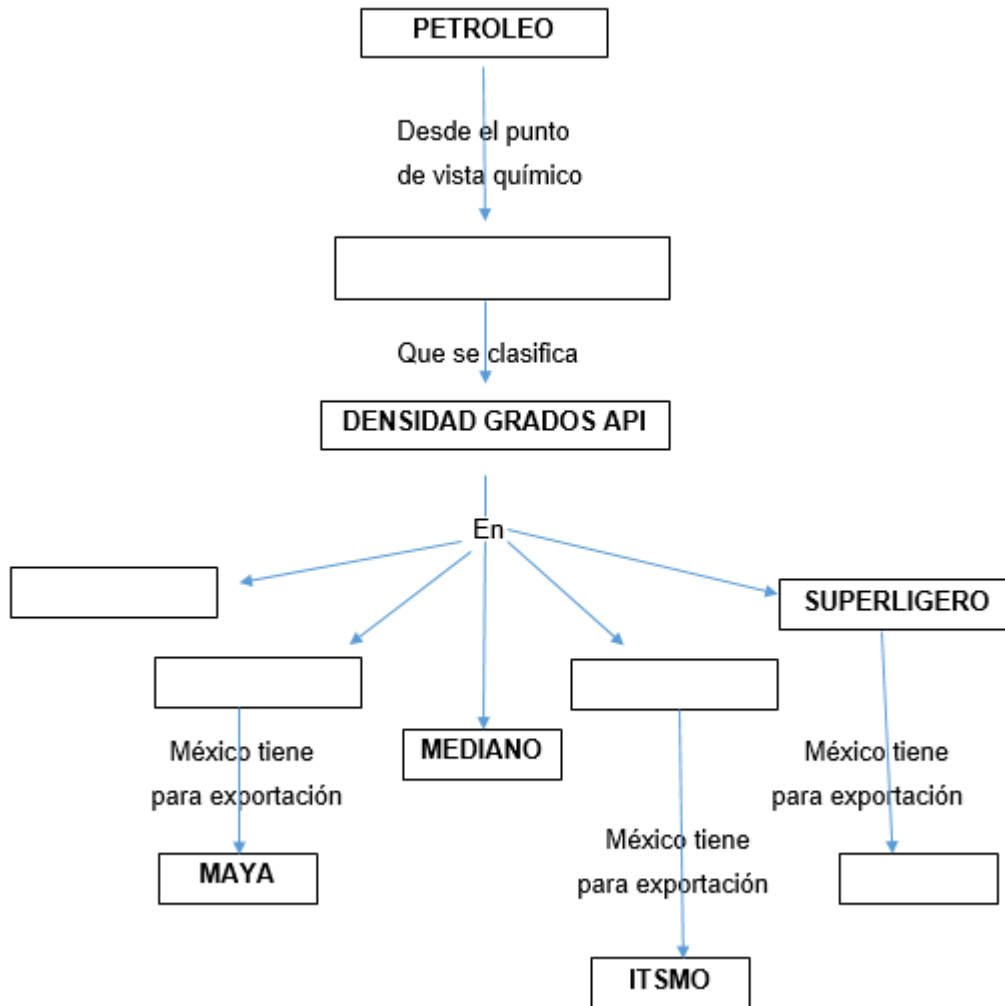 PETROLEO
Desde el punto
de vista químico
Que se clasifica
DENSIDAD GRADOS API
En
SUPERLIGERO
MEDIANO
México tiene
para exportación
México tiene
para exportación
MAYA
México tiene
para exportación
ITSMO